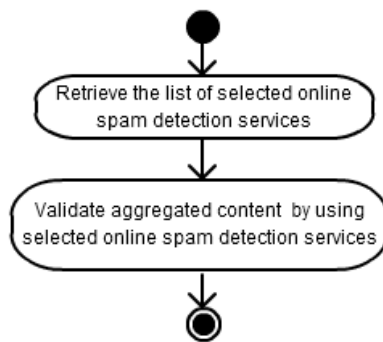 Retrieve the list of selected online
spam detection services
Validate aggregated content by using
selected online spam detection services